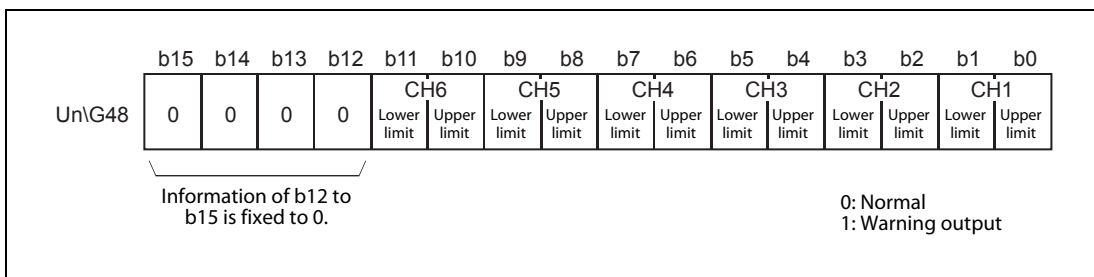 b15 b14 b13 b12 b11 b10 b9 b8 b7 b6 b5 b4 b3 b2 b1 b0
Un\G48 0 0 0 0 CH6 CH5 CH4 CH3 CH2 CH1
Lower limit Upper limit Lower limit Upper limit Lower limit Upper limit Lower limit Upper limit Lower limit Upper limit Lower limit Upper limit
Information of b12 to
b15 is fixed to 0.
0: Normal
1: Warning output